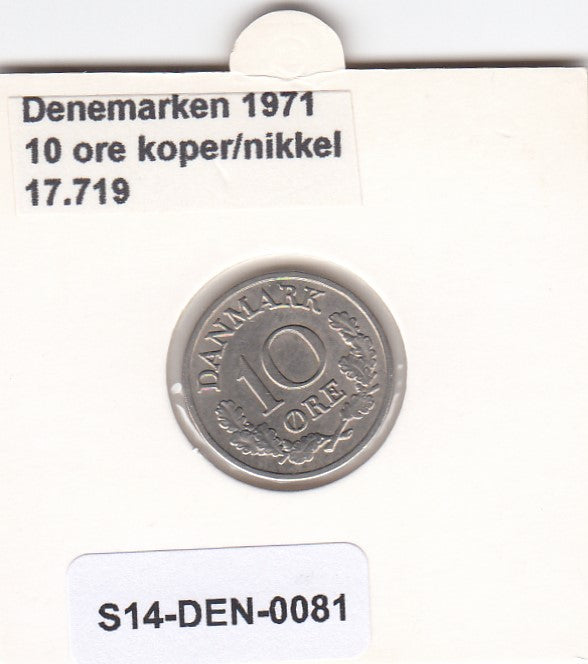 Denemarken 1971
10 ore koper/nikkel
17.719
DANMARK
10
ØRE
S14-DEN-0081